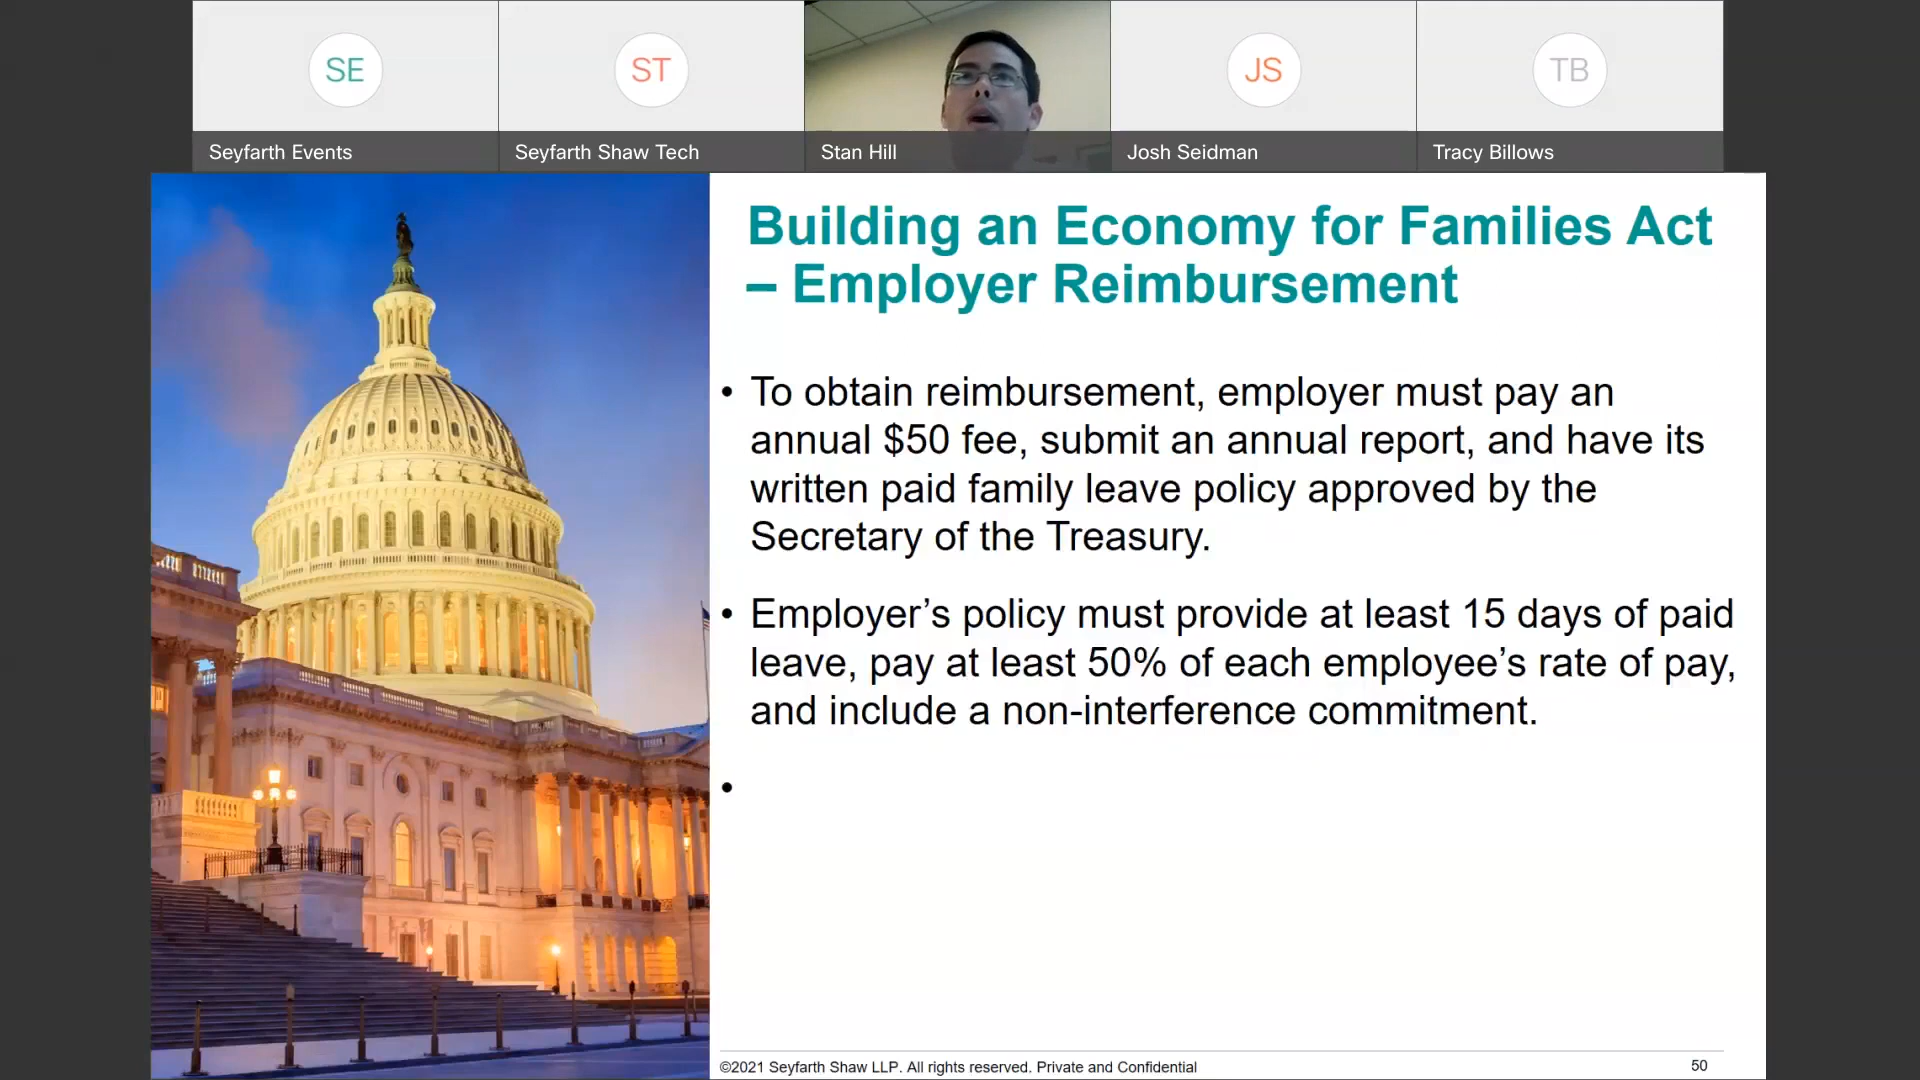 SE
ST
JS
TB
Seyfarth Events
Seyfarth Shaw Tech
Stan Hill
Josh Seidman
Tracy Billows
Building an Economy for Families Act
– Employer Reimbursement
• To obtain reimbursement, employer must pay an
annual $50 fee, submit an annual report, and have its
written paid family leave policy approved by the
Secretary of the Treasury.
• Employer’s policy must provide at least 15 days of paid
leave, pay at least 50% of each employee’s rate of pay,
and include a non-interference commitment.
•
©2021 Seyfarth Shaw LLP. All rights reserved. Private and Confidential
50